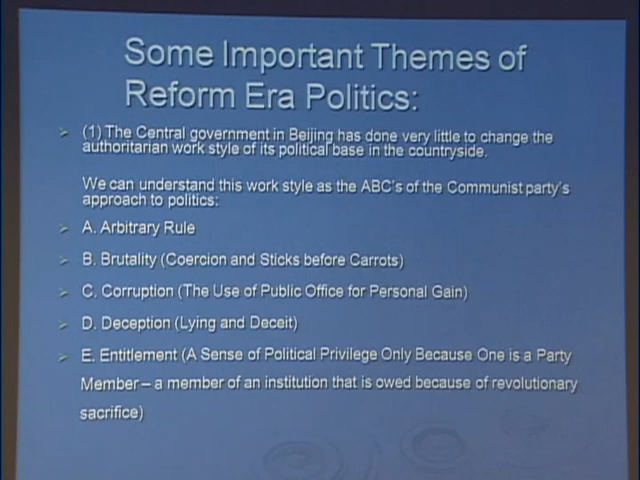 Some Important Themes of
Reform Era Politics:
(1) The Central government in Beijing has done very little to change the
authoritarian work style of its political base in the countryside.
We can understand this work style as the ABC's of the Communist party's
approach to politics:
A. Arbitrary Rule
B. Brutality (Coercion and Sticks before Carrots)
C. Corruption (The Use of Public Office for Personal Gain)
D. Deception (Lying and Deceit)
E. Entitlement (A Sense of Political Privilege Only Because One is a Party
Member – a member of an institution that is owed because of revolutionary
sacrifice)